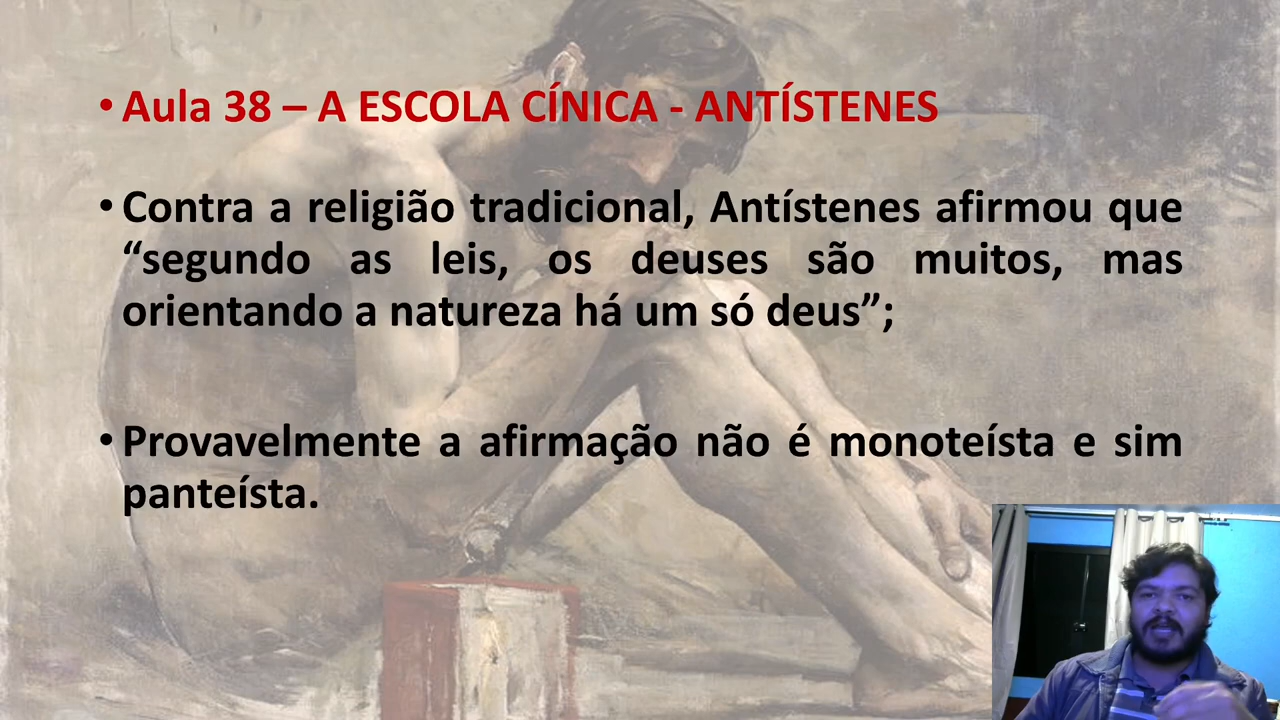 • Aula 38 – A ESCOLA CÍNICA - ANTÍSTENES
• Contra a religião tradicional, Antístenes afirmou que
“segundo as leis, os deuses são muitos, mas
orientando a natureza há um só deus”;
• Provavelmente a afirmação não é monoteísta e sim
panteísta.